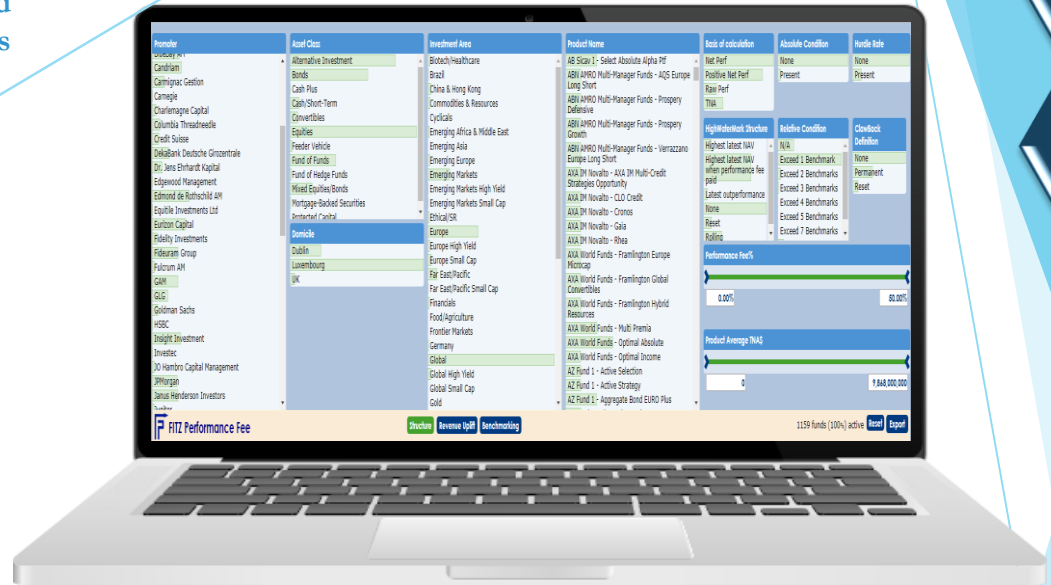 d
s
Promoter
BlueBay AM
Candriam
Carmignac Gestion
Carnegie
Charlemagne Capital
Columbia Threadneedle
Credit Suisse
DekaBank Deutsche Girozentrale
Dr. Jens Ehrhardt Kapital
Edgewood Management
Edmond de Rothschild AM
Equitile Investments Ltd
Eurizon Capital
Fidelity Investments
Fideuram Group
Fulcrum AM
GAM
GLG
Goldman Sachs
HSBC
Insight Investment
Investec
JO Hambro Capital Management
JPMorgan
Janus Henderson Investors
Jupiter
Asset Class
Alternative Investment
Bonds
Cash Plus
Cash/Short-Term
Convertibles
Equities
Feeder Vehicle
Fund of Funds
Fund of Hedge Funds
Mixed Equities/Bonds
Mortgage-Backed Securities
Protected Capital
Domicile
Dublin
Luxembourg
UK
Investment Area
Biotech/Healthcare
Brazil
China & Hong Kong
Commodities & Resources
Cyclicals
Emerging Africa & Middle East
Emerging Asia
Emerging Europe
Emerging Markets
Emerging Markets High Yield
Emerging Markets Small Cap
Ethical/SR
Europe
Europe High Yield
Europe Small Cap
Far East/Pacific
Far East/Pacific Small Cap
Financials
Food/Agriculture
Frontier Markets
Germany
Global
Global High Yield
Global Small Cap
Gold
Product Name
AB Sicav I - Select Absolute Alpha Ptf
ABN AMRO Multi-Manager Funds - AQS Europe
Long Short
ABN AMRO Multi-Manager Funds - Prospery
Defensive
ABN AMRO Multi-Manager Funds - Prospery
Growth
ABN AMRO Multi-Manager Funds - Verrazzano
Europe Long Short
AXA IM Novalto - AXA IM Multi-Credit
Strategies Opportunity
AXA IM Novalto - CLO Credit
AXA IM Novalto - Cronos
AXA IM Novalto - Gaia
AXA IM Novalto - Rhea
AXA World Funds - Framlington Europe
Microcap
AXA World Funds - Framlington Global
Convertibles
AXA World Funds - Framlington Hybrid
Resources
AXA World Funds - Multi Premia
AXA World Funds - Optimal Absolute
AXA World Funds - Optimal Income
AZ Fund 1 - Active Selection
AZ Fund 1 - Active Strategy
AZ Fund 1 - Aggregate Bond EURO Plus
Basis of calculation
Net Perf
Positive Net Perf
Raw Perf
TNA
Absolute Condition
None
Present
Hurdle Rate
None
Present
HighWaterMark Structure
Highest latest NAV
Highest latest NAV
when performance fee
paid
Latest outperformance
None
Reset
Rolling
Relative Condition
N/A
Exceed 1 Benchmark
Exceed 2 Benchmarks
Exceed 3 Benchmarks
Exceed 4 Benchmarks
Exceed 5 Benchmarks
Exceed 7 Benchmarks
ClawBack
Definition
None
Permanent
Reset
Performance Fee%
0.00% 50.00%
Product Average TNA$
0 9,868,000,000
FITZ Performance Fee
Structure Revenue Uplift Benchmarking
1159 funds (100%) active Reset Export